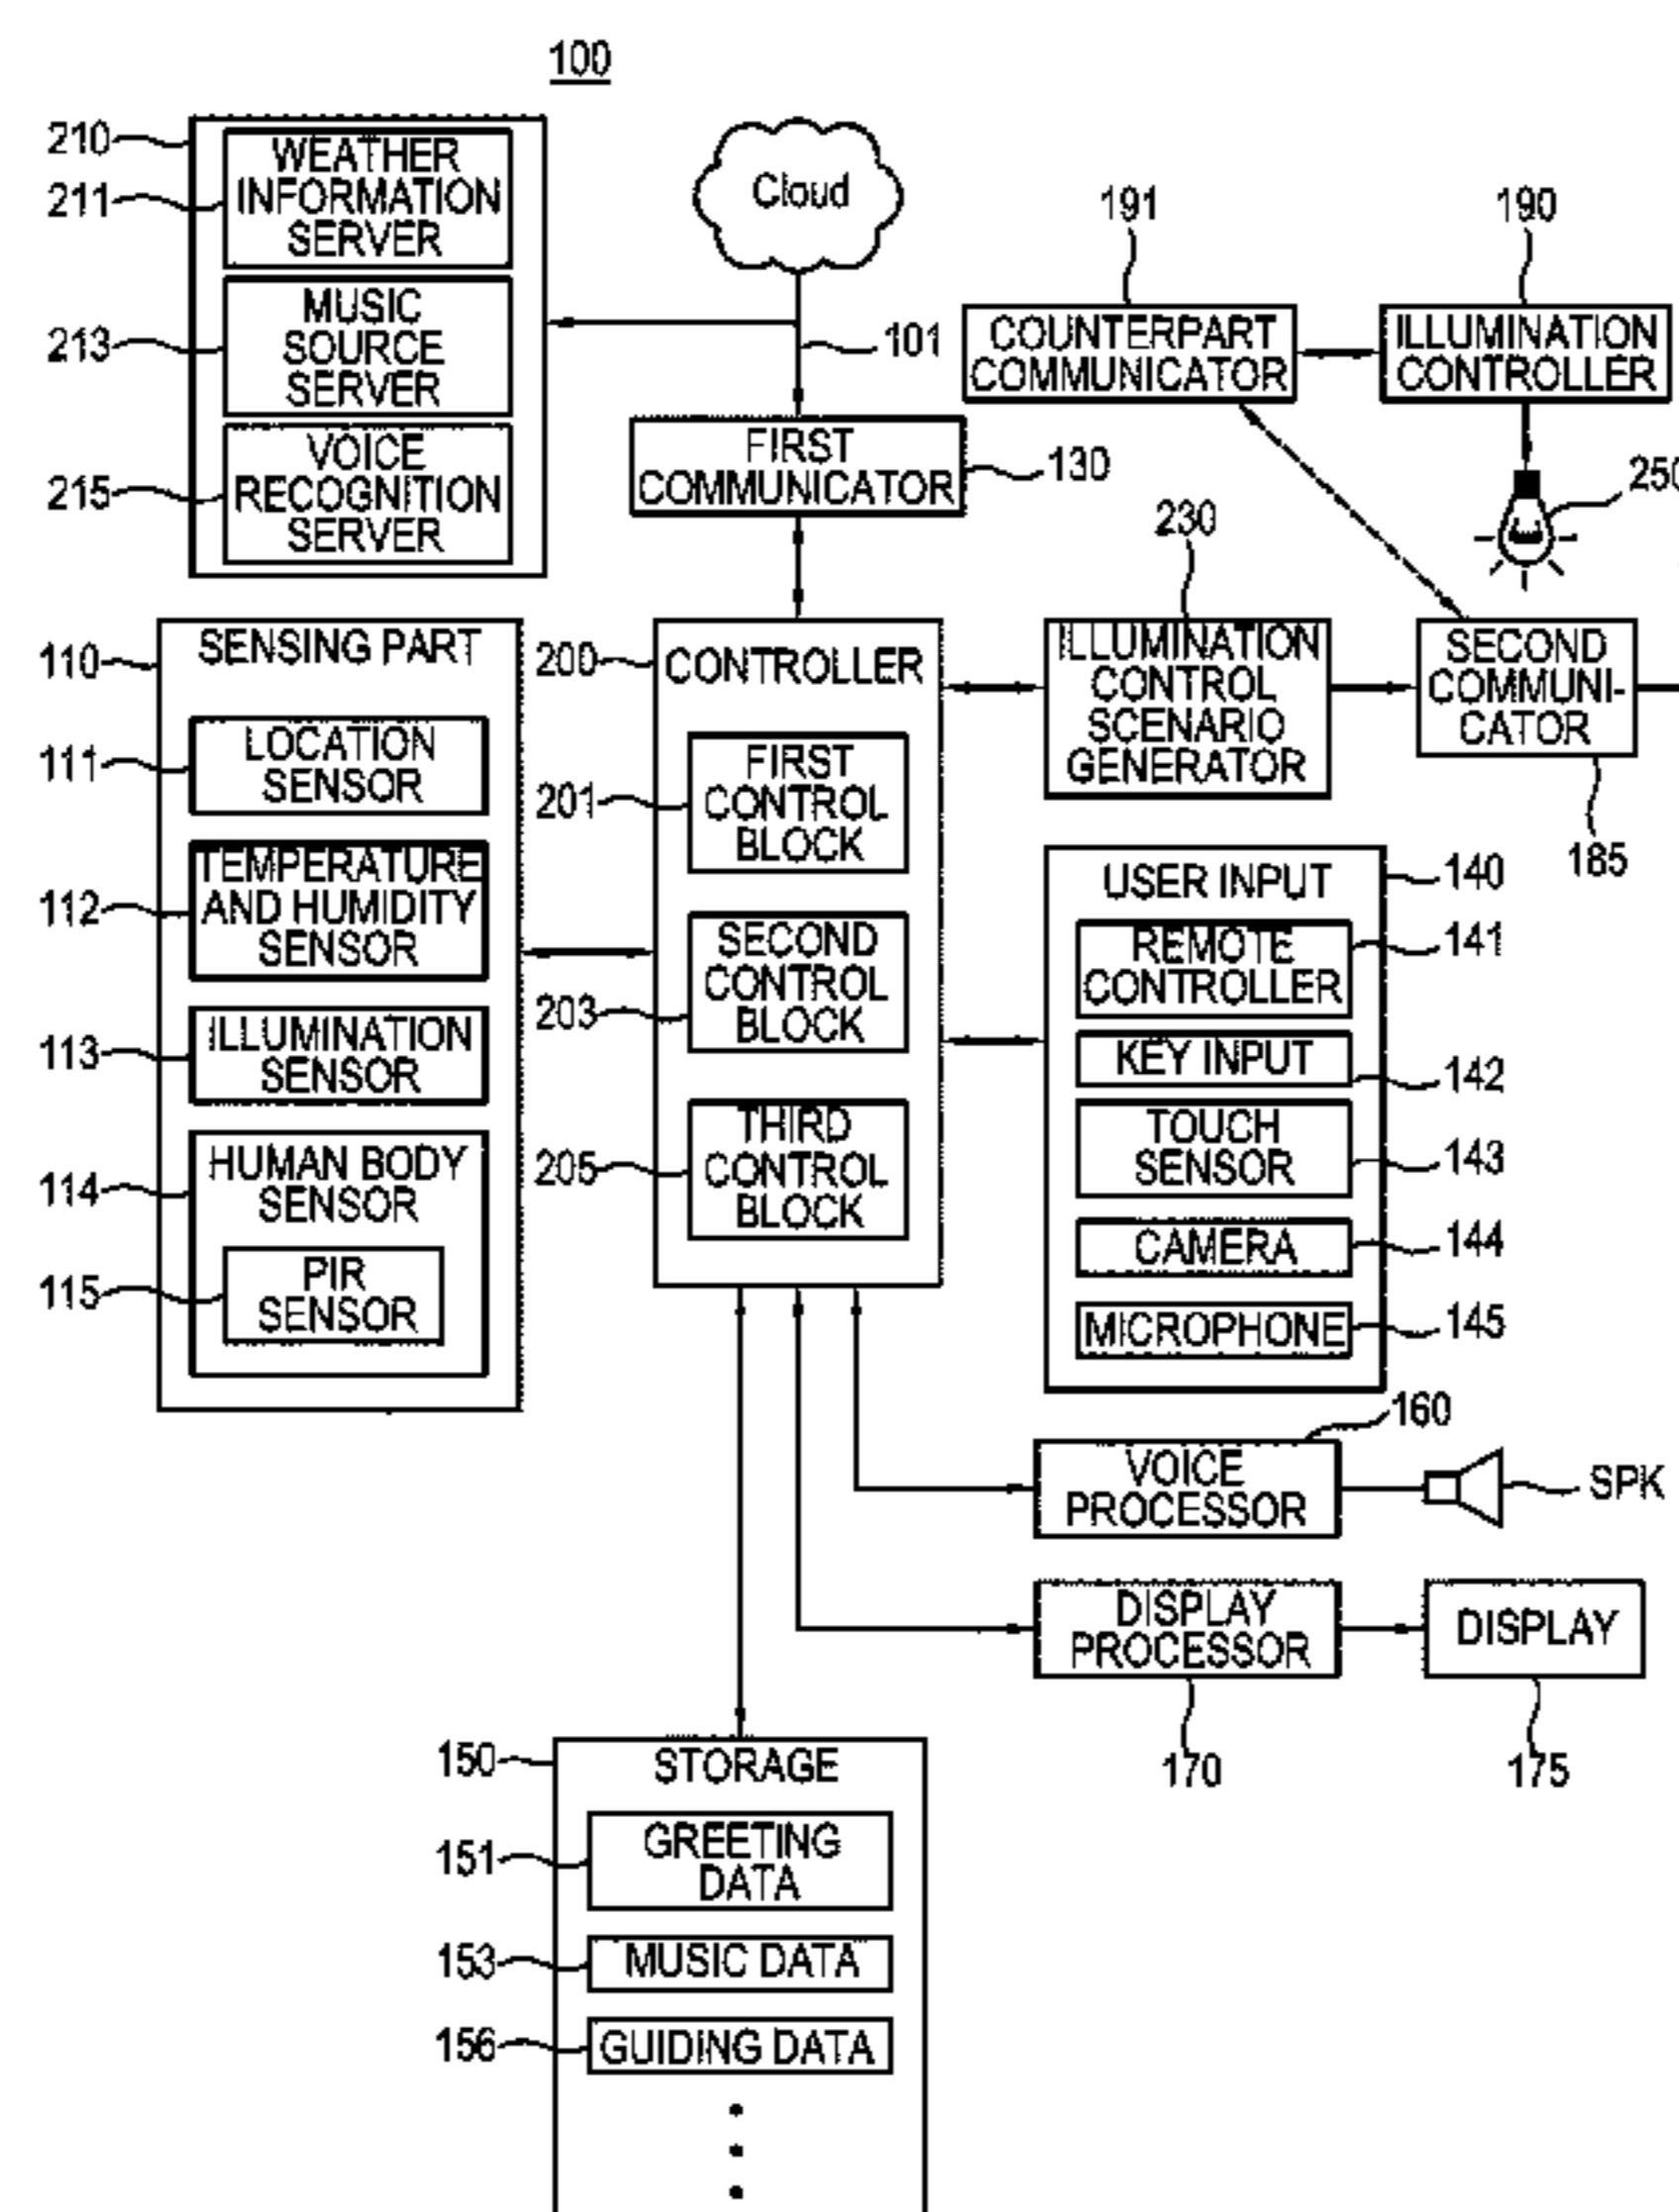 100
210
WEATHER
INFORMATION
SERVER
211
MUSIC
SOURCE
SERVER
213
VOICE
RECOGNITION
SERVER
215
Cloud
101
FIRST
COMMUNICATOR
130
191
COUNTERPART
COMMUNICATOR
190
ILLUMINATION
CONTROLLER
250
110
SENSING PART
111
LOCATION
SENSOR
112
TEMPERATURE
AND HUMIDITY
SENSOR
113
ILLUMINATION
SENSOR
114
HUMAN BODY
SENSOR
115
PIR
SENSOR
200
CONTROLLER
201
FIRST
CONTROL
BLOCK
203
SECOND
CONTROL
BLOCK
205
THIRD
CONTROL
BLOCK
230
ILLUMINATION
CONTROL
SCENARIO
GENERATOR
SECOND
COMMUNI-
CATOR
185
USER INPUT
140
REMOTE
CONTROLLER
141
KEY INPUT
142
TOUCH
SENSOR
143
CAMERA
144
MICROPHONE
145
160
VOICE
PROCESSOR
SPK
DISPLAY
PROCESSOR
170
DISPLAY
175
150
STORAGE
151
GREETING
DATA
153
MUSIC DATA
156
GUIDING DATA